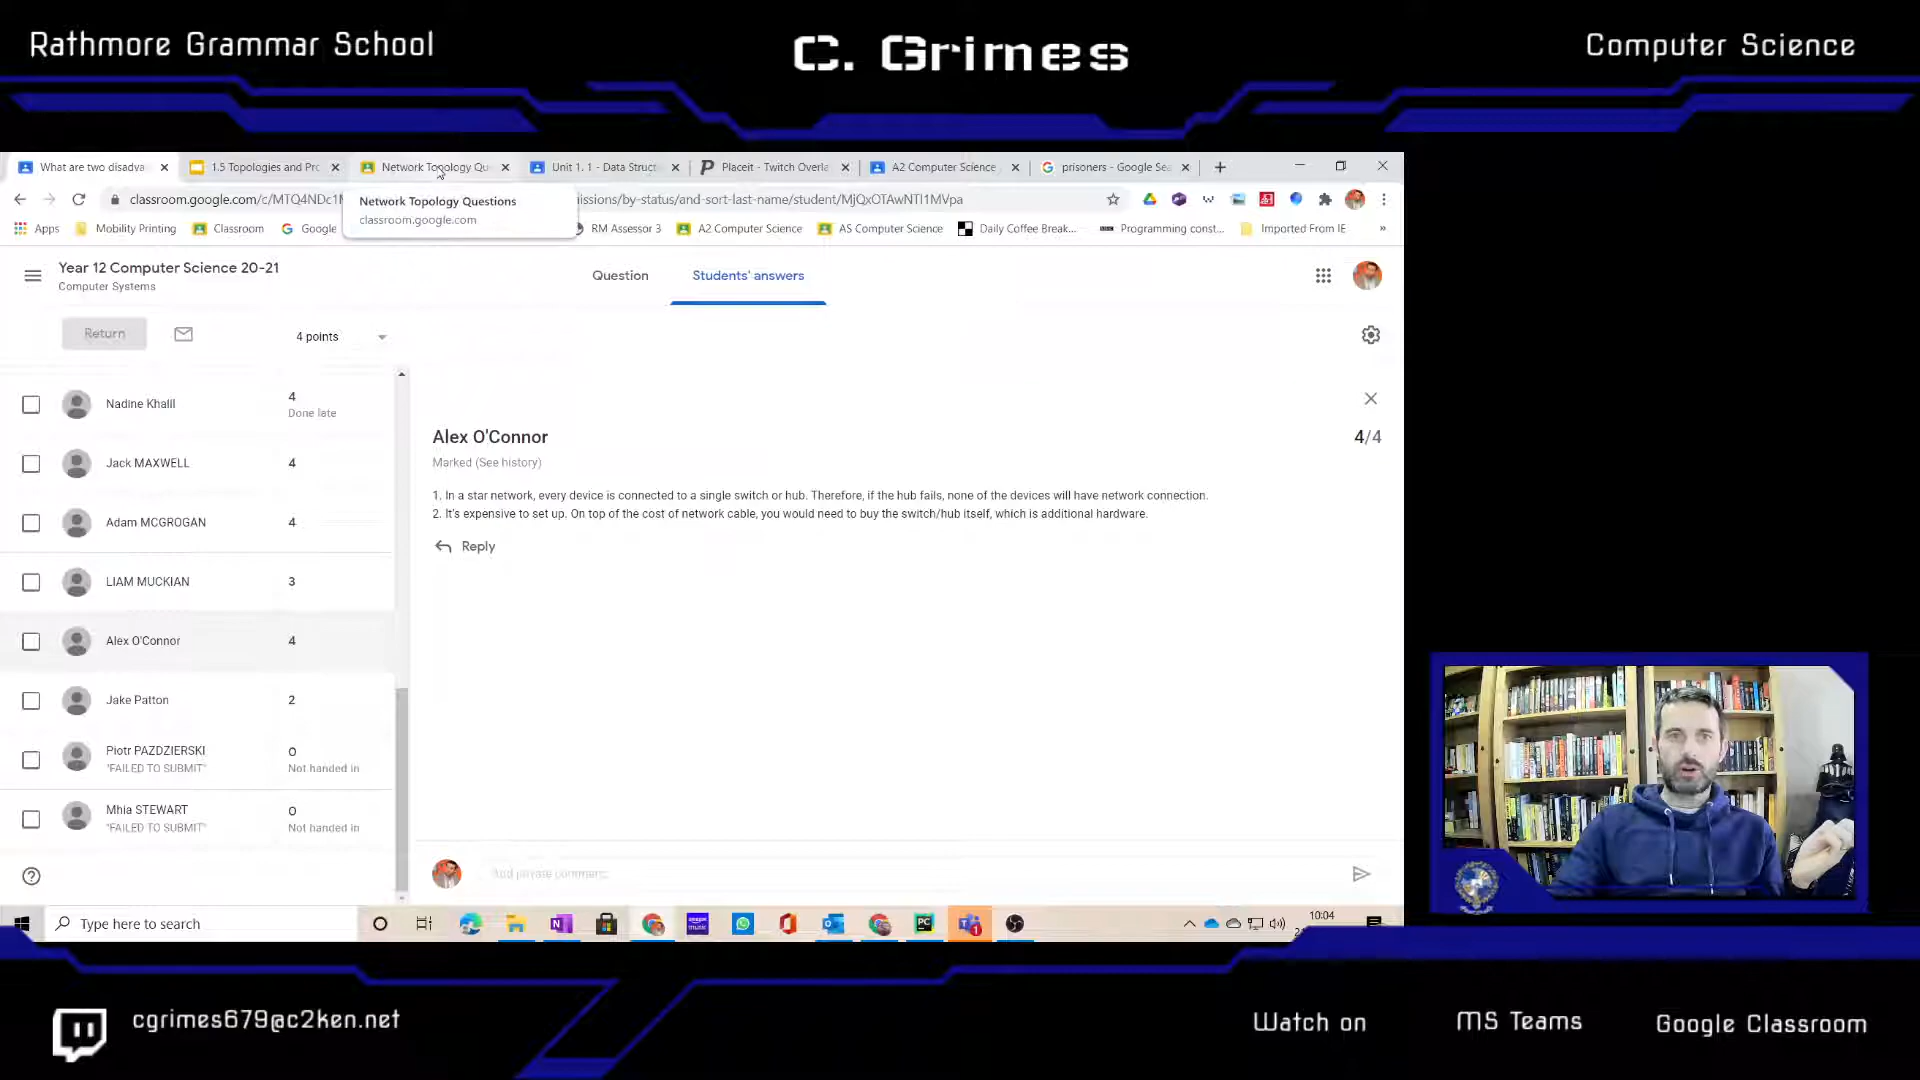 Rathmore Grammar School
C. Grimes
Computer Science
What are two disadva
1.5 Topologies and Pro
Network Topology Qu
Unit 1. 1 - Data Struct
Placeit - Twitch Overla
A2 Computer Science
prisoners - Google Sea
classroom.google.com/c/MTQ4NDc1M
issions/by-status/and-sort-last-name/student/MjQxOTAwNTI1MVpa
Network Topology Questions
classroom.google.com
Apps
Mobility Printing
Classroom
Google
RM Assessor 3
A2 Computer Science
AS Computer Science
Daily Coffee Break...
Programming const...
Imported From IE
»
Year 12 Computer Science 20-21
Computer Systems
Question
Students' answers
Return
4 points
Nadine Khalil
4
Done late
Jack MAXWELL
4
Adam MCGROGAN
4
LIAM MUCKIAN
3
Alex O'Connor
4
Jake Patton
2
Piotr PAZDZIERSKI
"FAILED TO SUBMIT"
0
Not handed in
Mhia STEWART
"FAILED TO SUBMIT"
0
Not handed in
Alex O'Connor
4/4
Marked (See history)
1. In a star network, every device is connected to a single switch or hub. Therefore, if the hub fails, none of the devices will have network connection.
2. It's expensive to set up. On top of the cost of network cable, you would need to buy the switch/hub itself, which is additional hardware.
Reply
Add private comment...
Type here to search
10:04
cgrimes679@c2ken.net
Watch on
MS Teams
Google Classroom